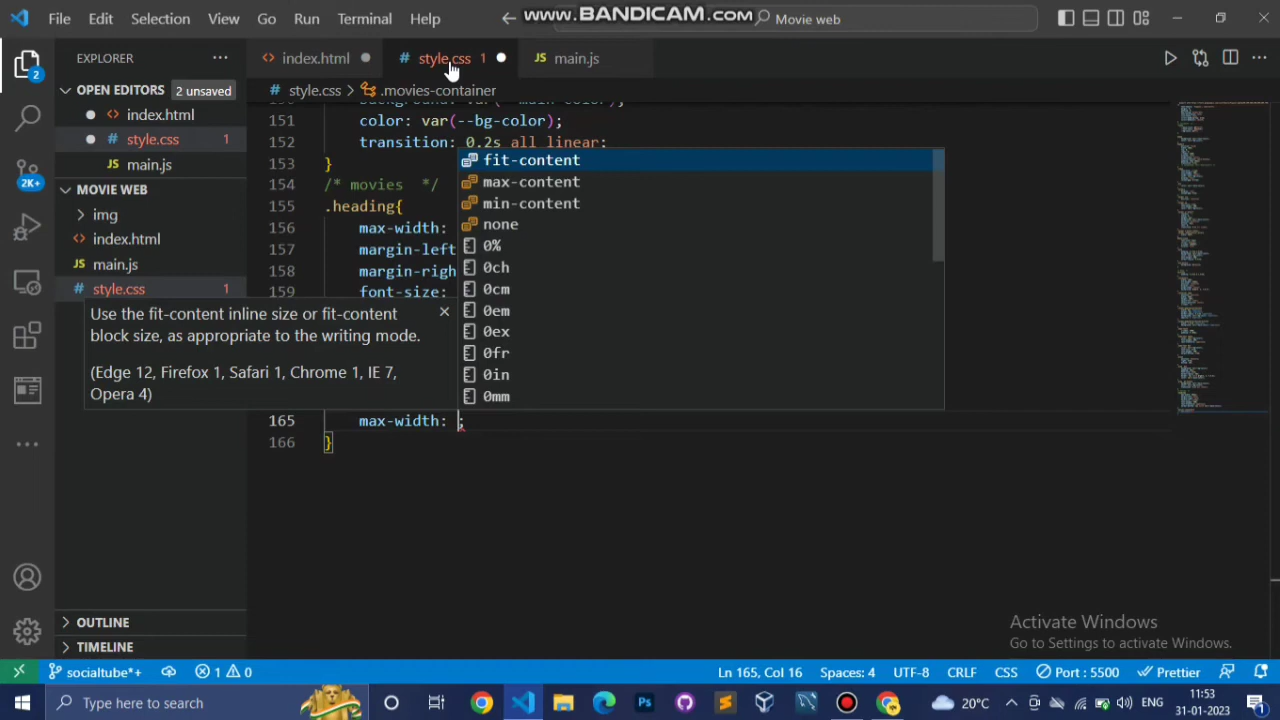 File Edit Selection View Go Run Terminal Help
www.BANDICAM.com
Movie web
EXPLORER
index.html
style.css 1
main.js
OPEN EDITORS 2 unsaved
style.css > .movies-container
index.html
style.css 1
main.js
MOVIE WEB
img
index.html
main.js
style.css 1
2
2K+
151 color: var(--bg-color);
152 transition: 0.2s all linear;
153 }
154 /* movies */
155 .heading{
156 max-width:
157 margin-left
158 margin-righ
159 font-size:
fit-content
max-content
min-content
none
0%
0ch
0cm
0em
0ex
0fr
0in
0mm
Use the fit-content inline size or fit-content
block size, as appropriate to the writing mode.
(Edge 12, Firefox 1, Safari 1, Chrome 1, IE 7,
Opera 4)
165 max-width: ;
166 }
OUTLINE
TIMELINE
Activate Windows
Go to Settings to activate Windows.
socialtube*+ 1 0 Ln 165, Col 16 Spaces: 4 UTF-8 CRLF CSS Port : 5500 Prettier
Type here to search
Ps
20°C
ENG
11:53
31-01-2023
1